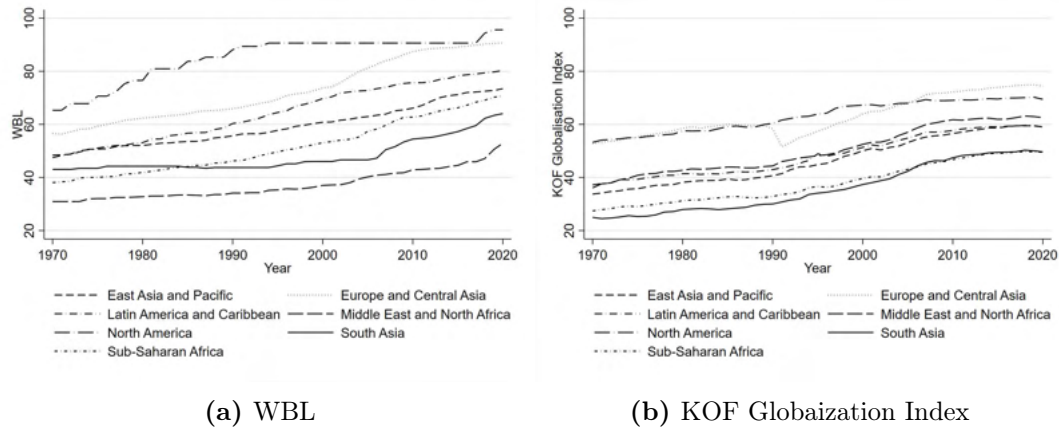 100
80
60
40
20
WBL
1970
1980
1990
2000
2010
2020
Year
East Asia and Pacific
Europe and Central Asia
Latin America and Caribbean
Middle East and North Africa
North America
South Asia
Sub-Saharan Africa
(a) WBL
100
80
60
40
20
KOF Globalisation Index
1970
1980
1990
2000
2010
2020
Year
East Asia and Pacific
Europe and Central Asia
Latin America and Caribbean
Middle East and North Africa
North America
South Asia
Sub-Saharan Africa
(b) KOF Globaization Index